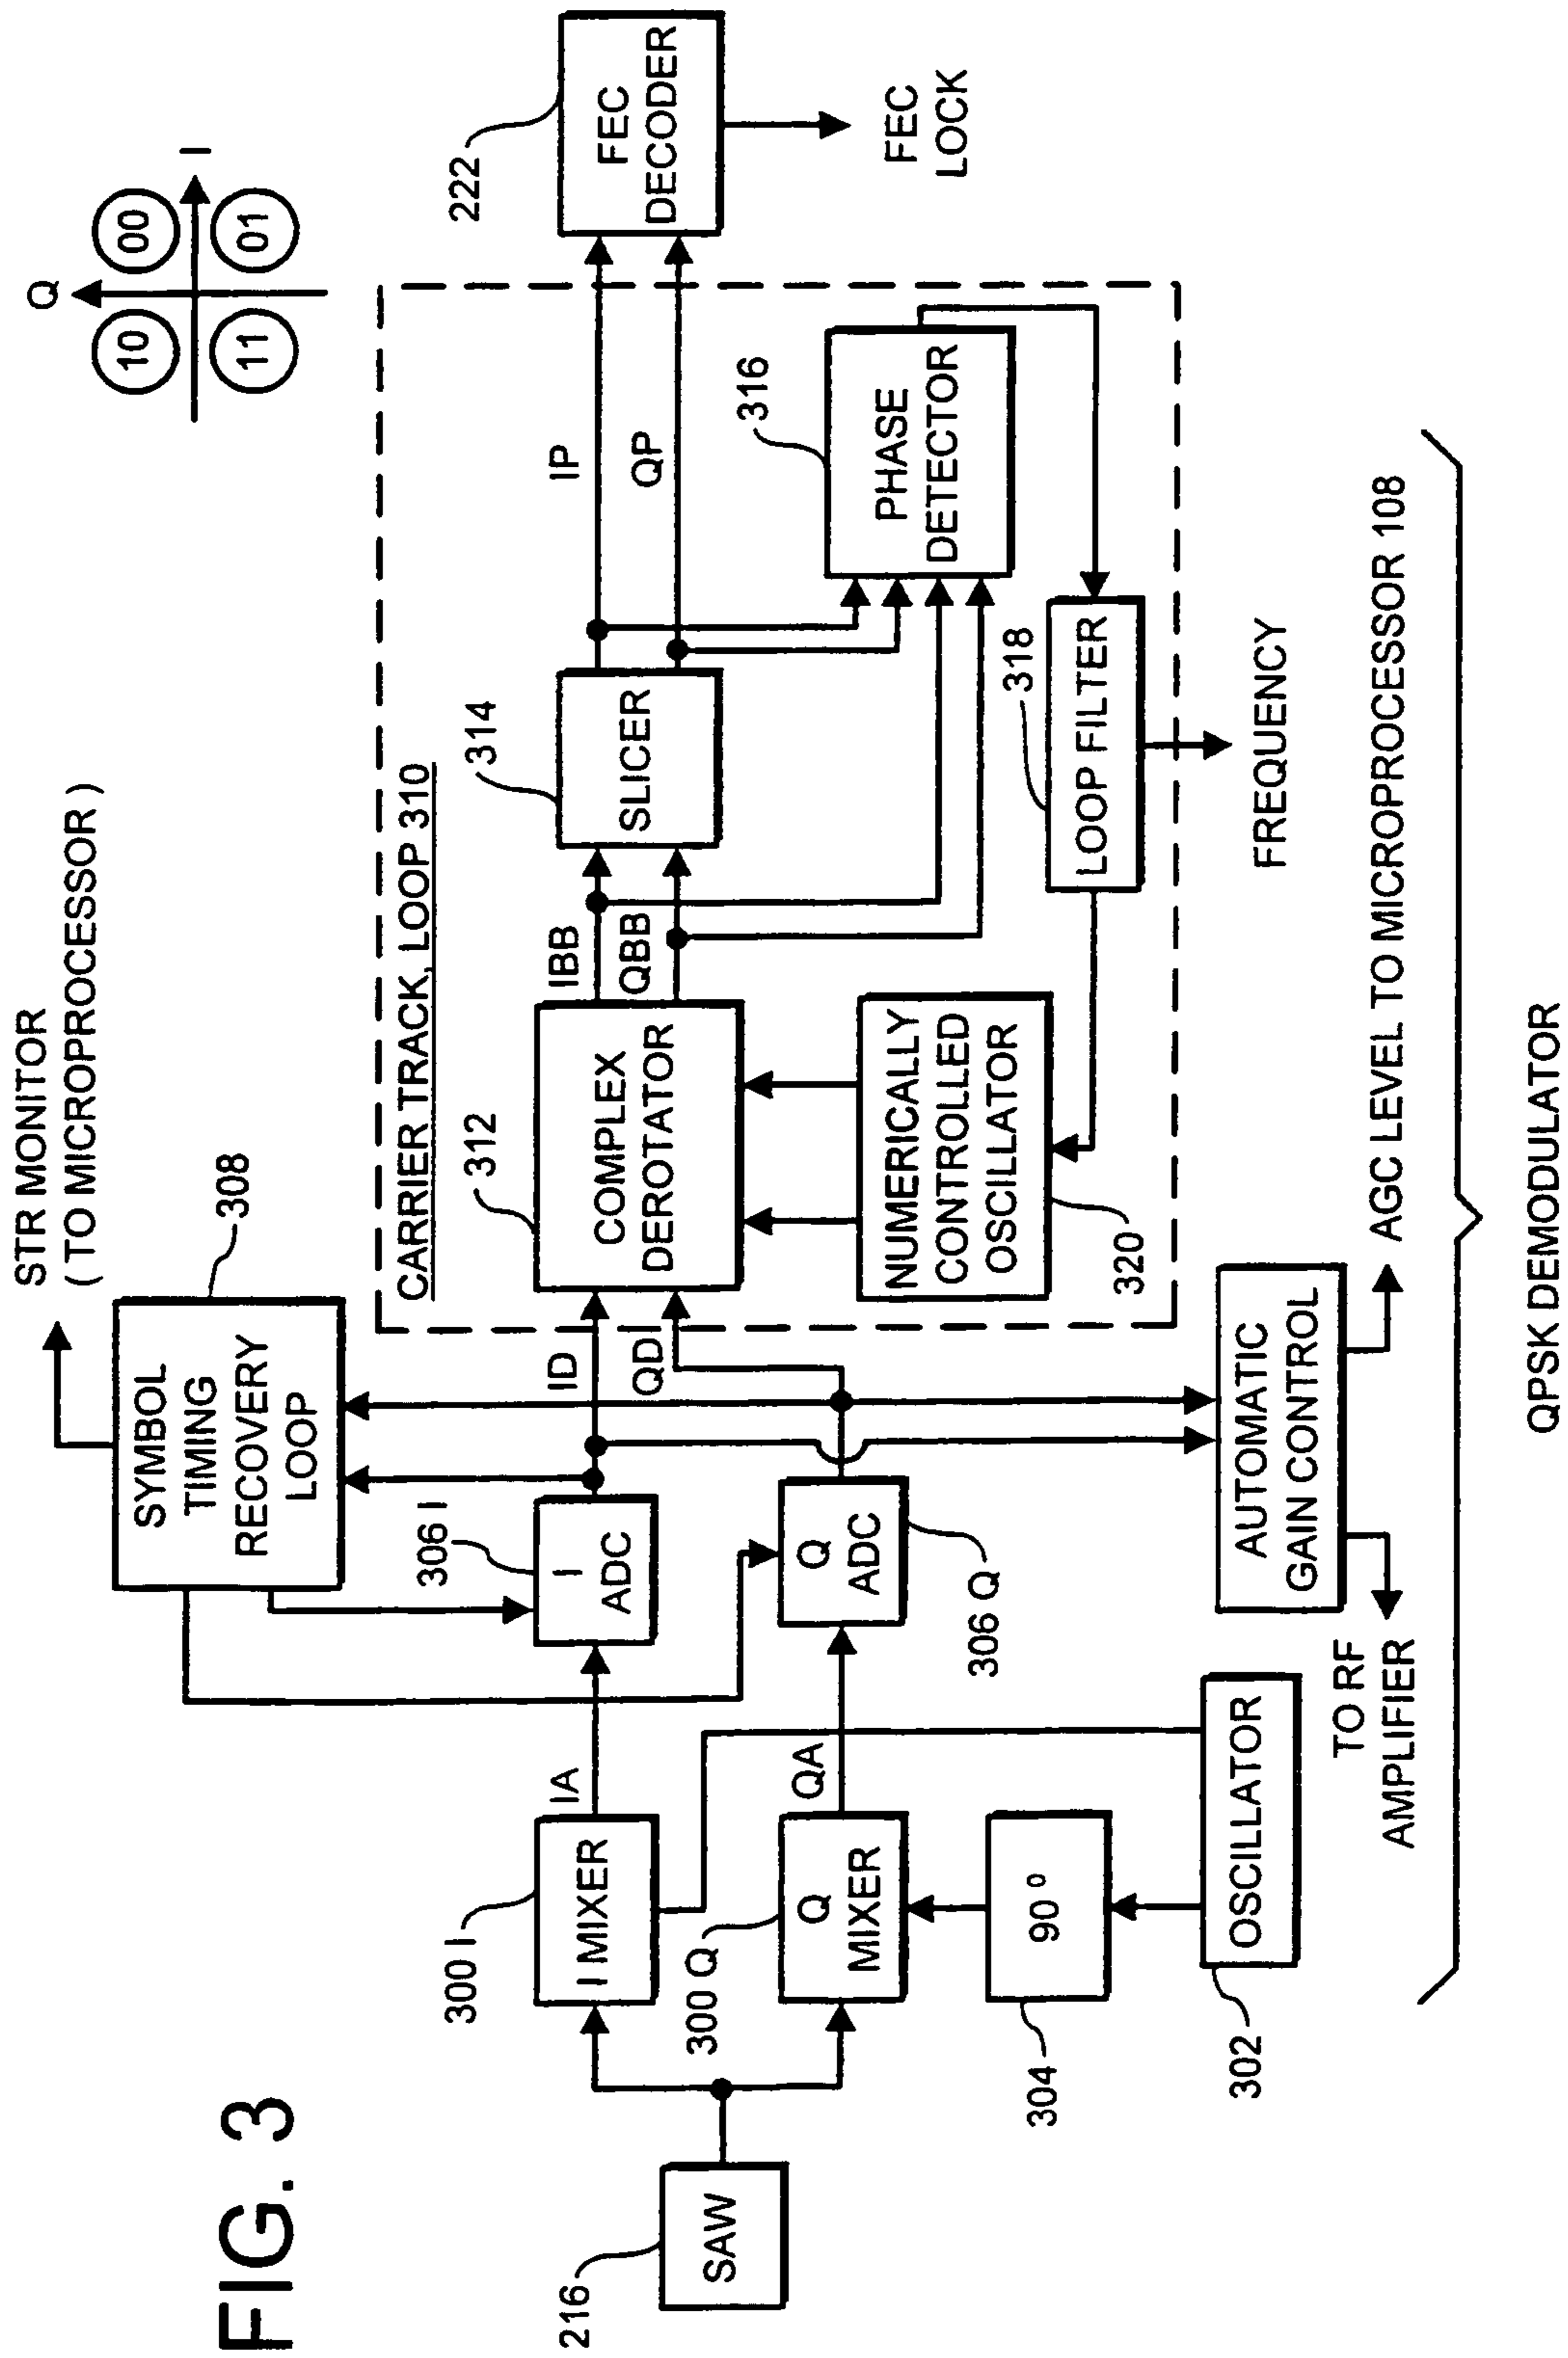 FIG. 3
STR MONITOR
( TO MICROPROCESSOR )
308
SYMBOL
TIMING
RECOVERY
LOOP
Q
I
10
00
11
01
216
SAW
300 I
I MIXER
IA
300 Q
Q
MIXER
QA
304
90 0
302
OSCILLATOR
306 I
I
ADC
306 Q
Q
ADC
ID
QD
CARRIER TRACK, LOOP 310
312
COMPLEX
DEROTATOR
IBB
QBB
314
SLICER
IP
QP
222
FEC
DECODER
FEC
LOCK
316
PHASE
DETECTOR
318
LOOP FILTER
FREQUENCY
NUMERICALLY
CONTROLLED
OSCILLATOR
320
AUTOMATIC
GAIN CONTROL
TO RF
AMPLIFIER
AGC LEVEL TO MICROPROCESSOR 108
QPSK DEMODULATOR